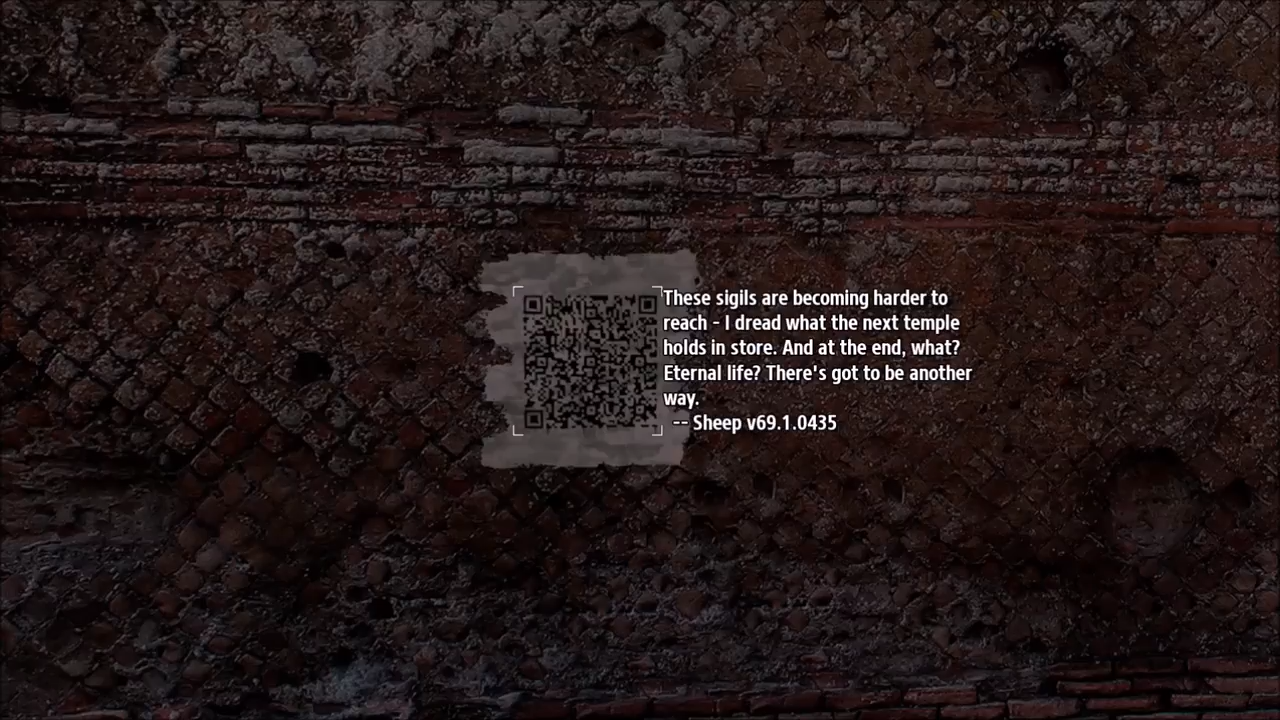 These sigils are becoming harder to
reach - I dread what the next temple
holds in store. And at the end, what?
Eternal life? There's got to be another
way.
-- Sheep v69.1.0435